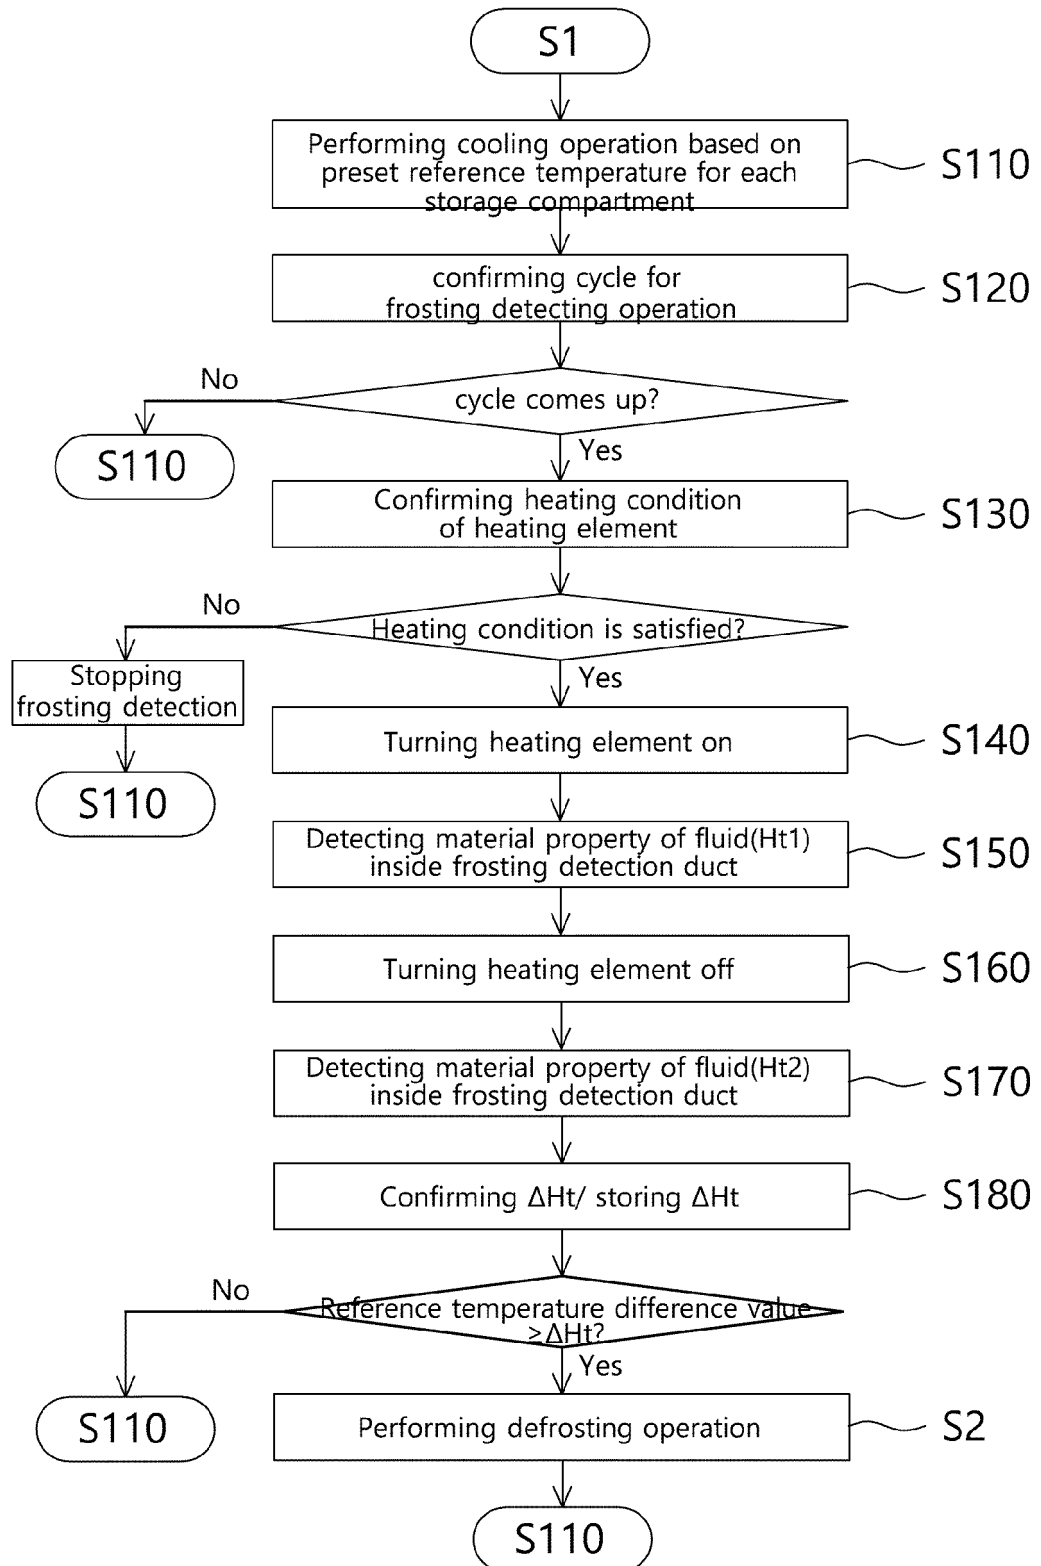 S1
Performing cooling operation based on
preset reference temperature for each
storage compartment
S110
confirming cycle for
frosting detecting operation
S120
cycle comes up?
No
S110
Yes
Confirming heating condition
of heating element
S130
Heating condition is satisfied?
No
Stopping
frosting detection
S110
Yes
Turning heating element on
S140
Detecting material property of fluid(Ht1)
inside frosting detection duct
S150
Turning heating element off
S160
Detecting material property of fluid(Ht2)
inside frosting detection duct
S170
Confirming ΔHt/ storing ΔHt
S180
Reference temperature difference value
≥ΔHt?
No
S110
Yes
Performing defrosting operation
S2
S110